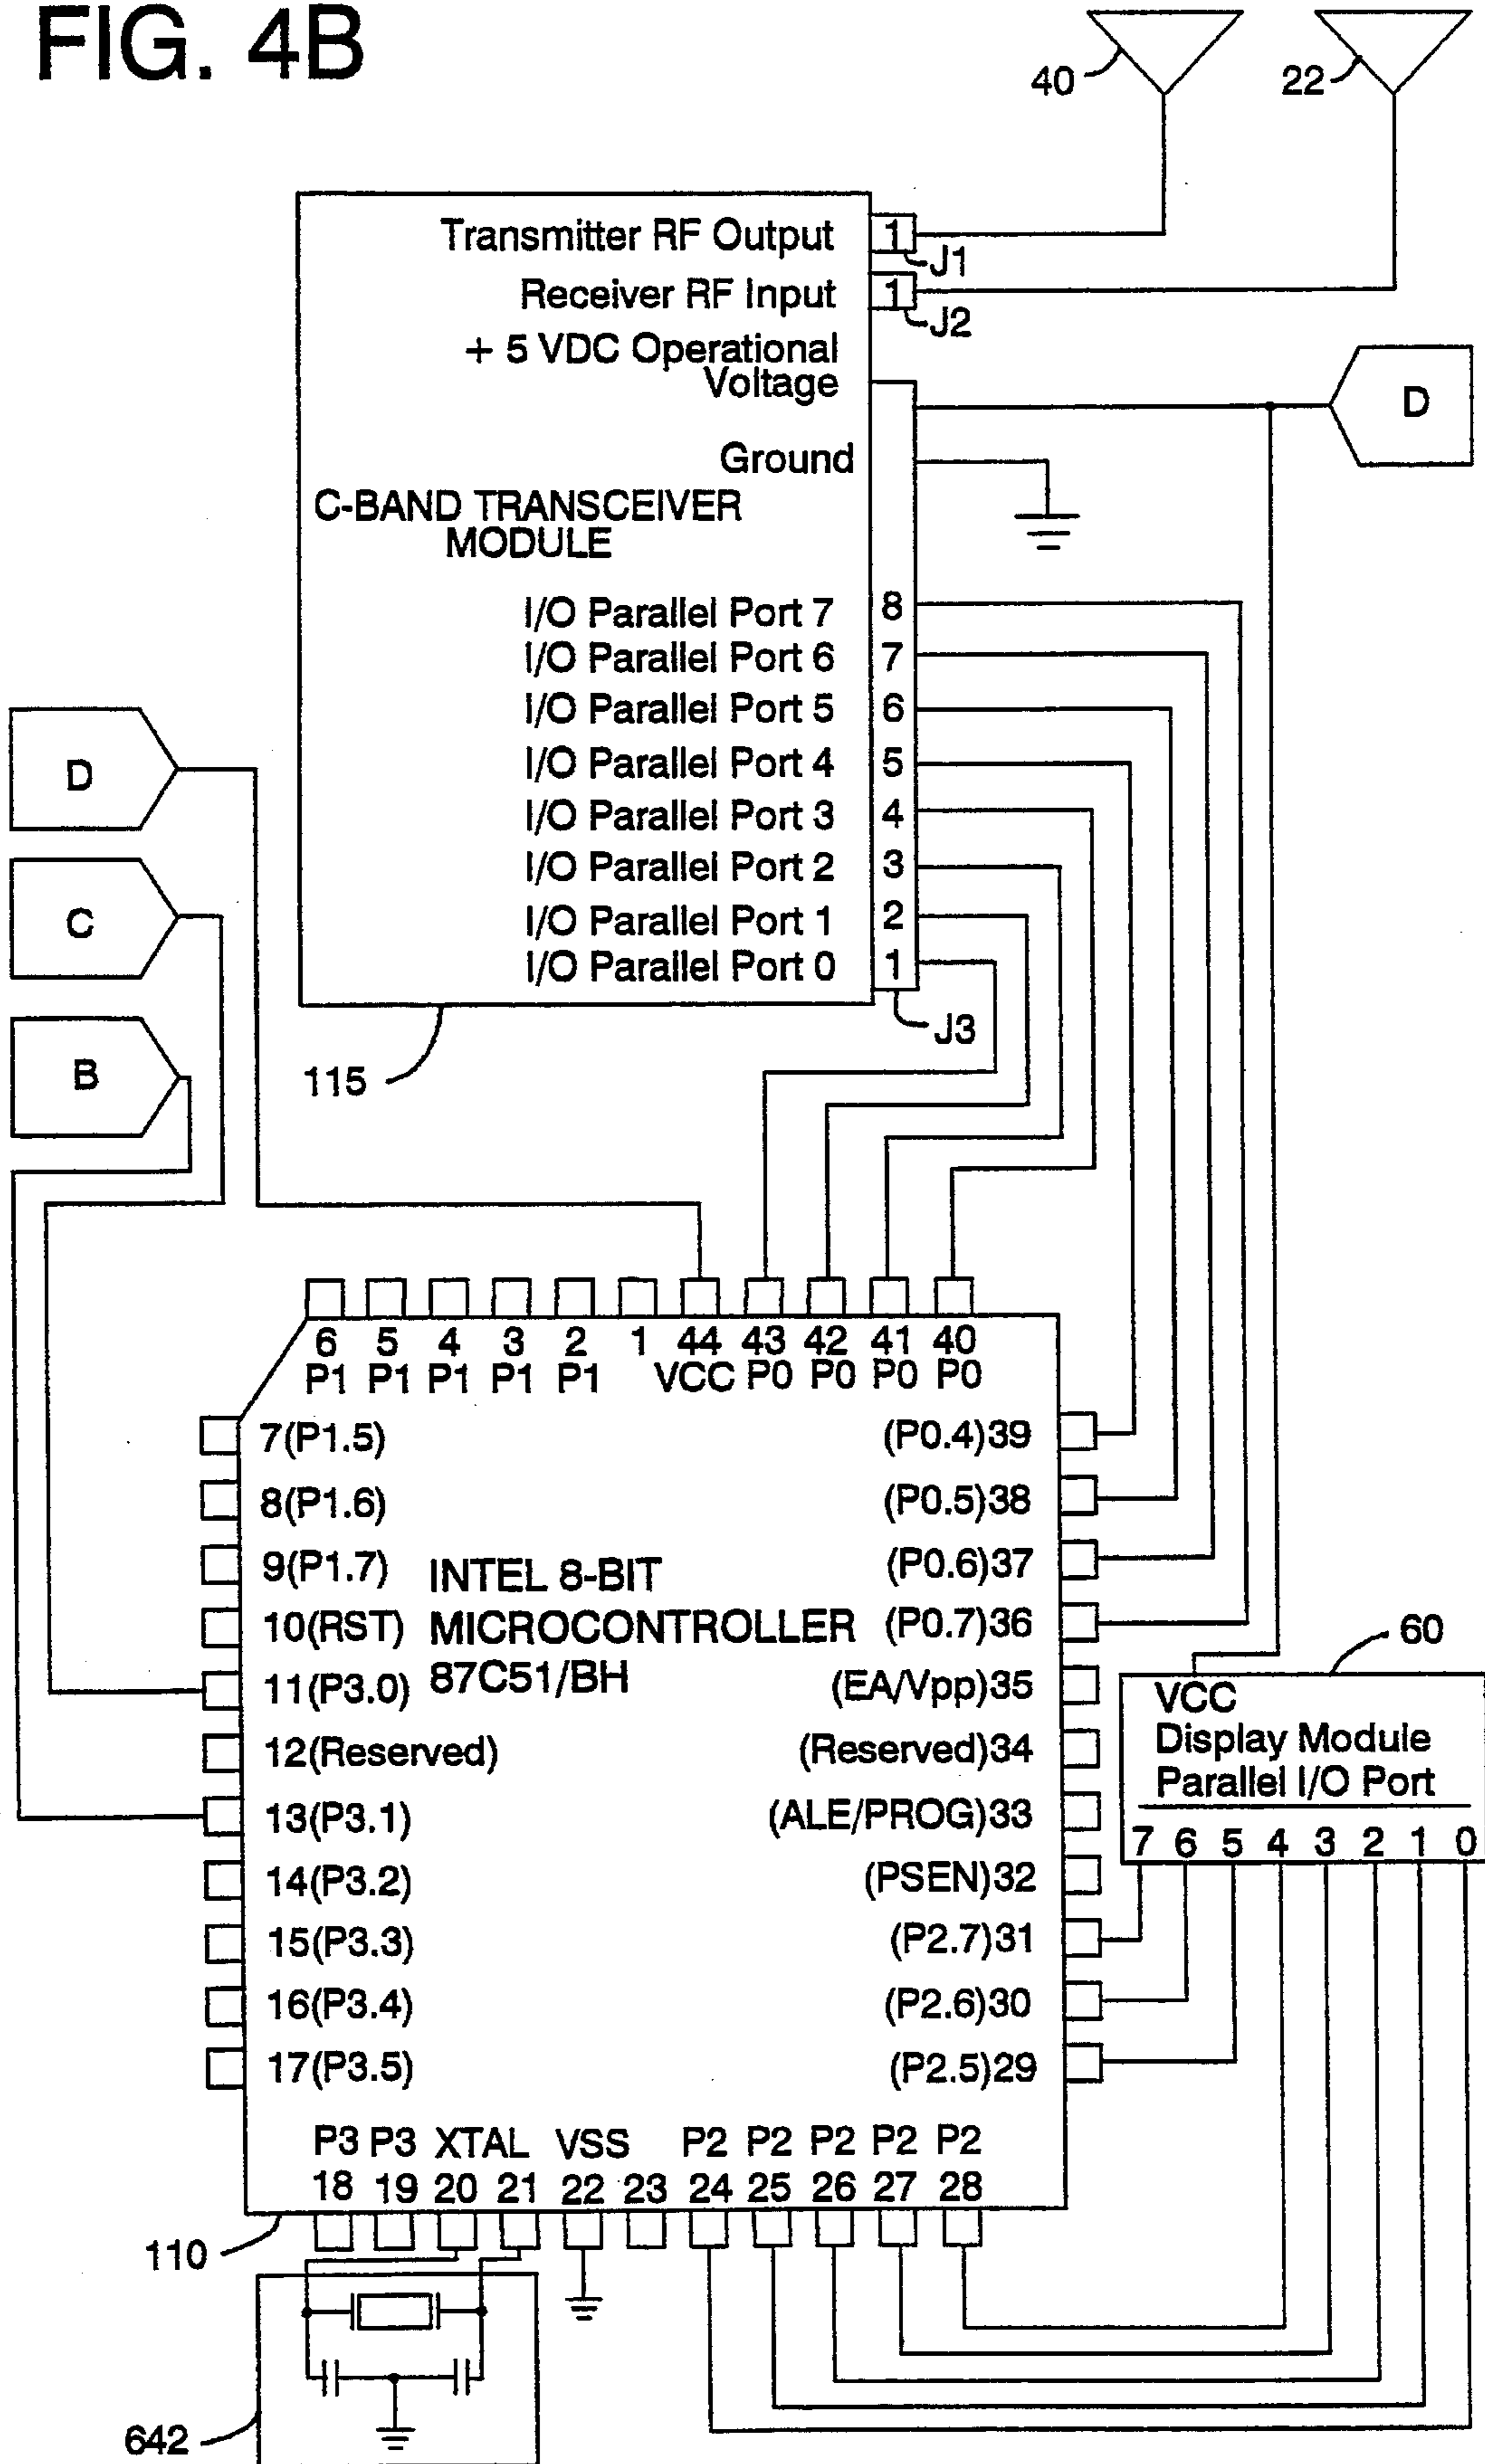 FIG. 4B
40
22
Transmitter RF Output 1
J1
Receiver RF Input 1
J2
+ 5 VDC Operational
Voltage
D
Ground
C-BAND TRANSCEIVER
MODULE
I/O Parallel Port 7 8
I/O Parallel Port 6 7
I/O Parallel Port 5 6
I/O Parallel Port 4 5
I/O Parallel Port 3 4
I/O Parallel Port 2 3
I/O Parallel Port 1 2
I/O Parallel Port 0 1
J3
D
C
B
115
6 5 4 3 2 1 44 43 42 41 40
P1 P1 P1 P1 P1 VCC P0 P0 P0 P0
7(P1.5)
8(P1.6)
9(P1.7)
10(RST)
11(P3.0)
12(Reserved)
13(P3.1)
14(P3.2)
15(P3.3)
16(P3.4)
17(P3.5)
INTEL 8-BIT
MICROCONTROLLER
87C51/BH
(P0.4)39
(P0.5)38
(P0.6)37
(P0.7)36
(EA/Vpp)35
(Reserved)34
(ALE/PROG)33
(PSEN)32
(P2.7)31
(P2.6)30
(P2.5)29
60
VCC
Display Module
Parallel I/O Port
7 6 5 4 3 2 1 0
P3 P3 XTAL VSS P2 P2 P2 P2 P2
18 19 20 21 22 23 24 25 26 27 28
110
642